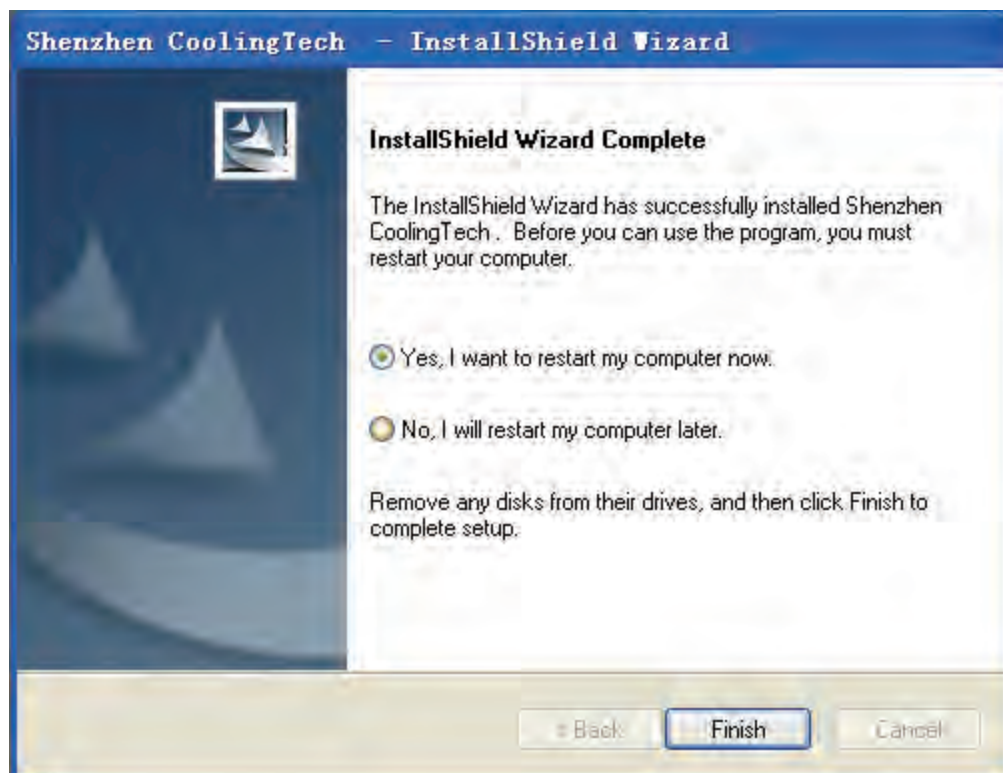 Shenzhen CoolingTech - InstallShield Wizard
InstallShield Wizard Complete
The InstallShield Wizard has successfully installed Shenzhen
CoolingTech . Before you can use the program, you must
restart your computer.
Yes, I want to restart my computer now.
No, I will restart my computer later.
Remove any disks from their drives, and then click Finish to
complete setup.
< Back Finish Cancel